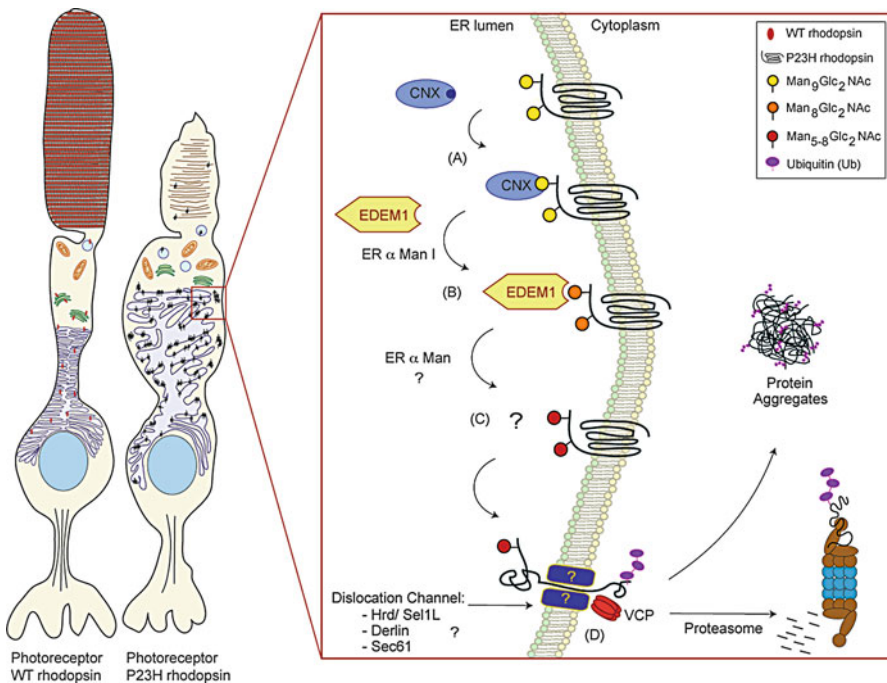 ER lumen
Cytoplasm
WT rhodopsin
P23H rhodopsin
Man₉Glc₂NAc
Man₈Glc₂NAc
Man₅₋₈Glc₂NAc
Ubiquitin (Ub)
CNX
(A)
CNX
EDEM1
ER α Man I
(B)
EDEM1
ER α Man
?
(C) ?
Protein
Aggregates
Dislocation Channel:
- Hrd/ Sel1L
- Derlin ?
- Sec61
?
?
(D)
VCP
Proteasome
Photoreceptor
WT rhodopsin
Photoreceptor
P23H rhodopsin